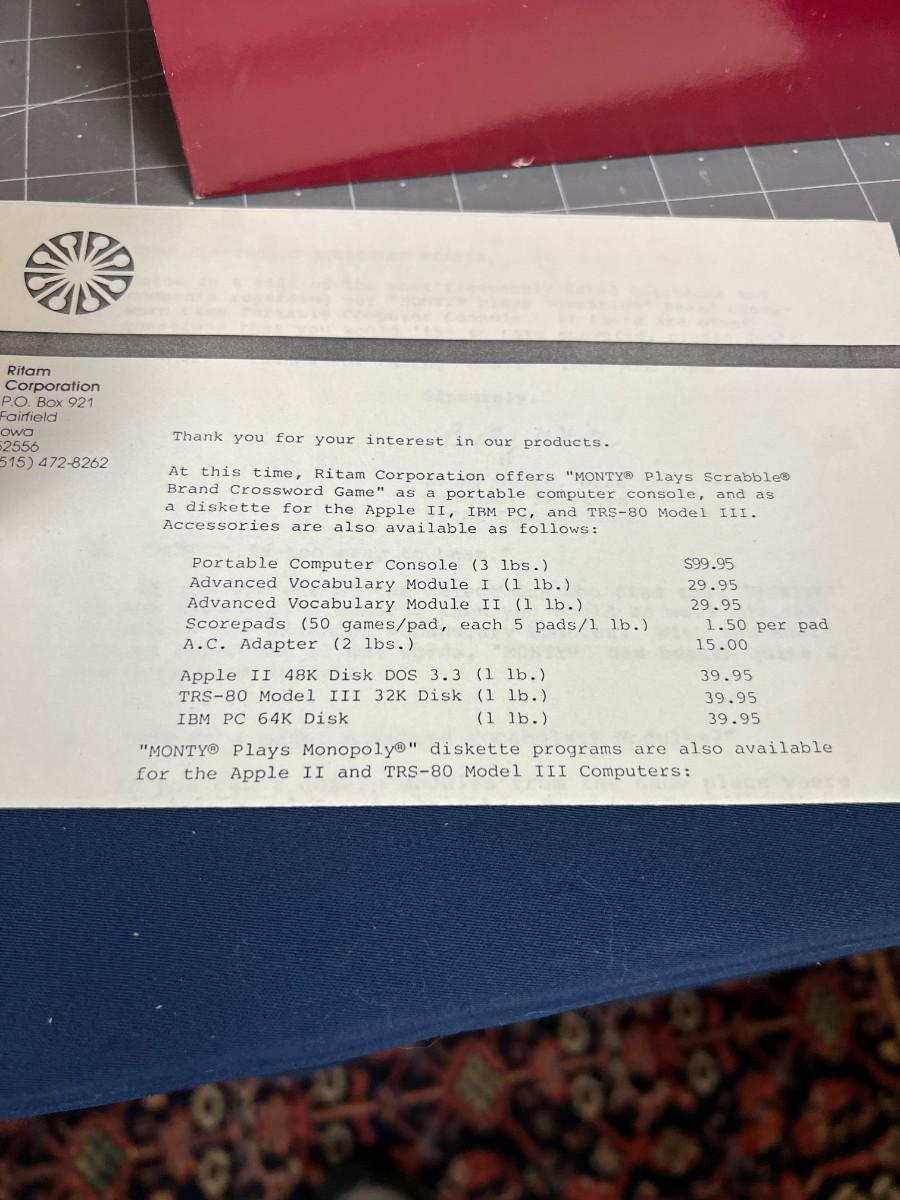 Ritam
Corporation
P.O. Box 921
Fairfield
owa
52556
515) 472-8262
Thank you for your interest in our products.
At this time, Ritam Corporation offers "MONTY® Plays Scrabble®
Brand Crossword Game" as a portable computer console, and as
a diskette for the Apple II, IBM PC, and TRS-80 Model III.
Accessories are also available as follows:
Portable Computer Console (3 lbs.) $99.95
Advanced Vocabulary Module I (1 lb.) 29.95
Advanced Vocabulary Module II (1 lb.) 29.95
Scorepads (50 games/pad, each 5 pads/1 lb.) 1.50 per pad
A.C. Adapter (2 lbs.) 15.00
Apple II 48K Disk DOS 3.3 (1 lb.) 39.95
TRS-80 Model III 32K Disk (1 lb.) 39.95
IBM PC 64K Disk (1 lb.) 39.95
"MONTY® Plays Monopoly®" diskette programs are also available
for the Apple II and TRS-80 Model III Computers: